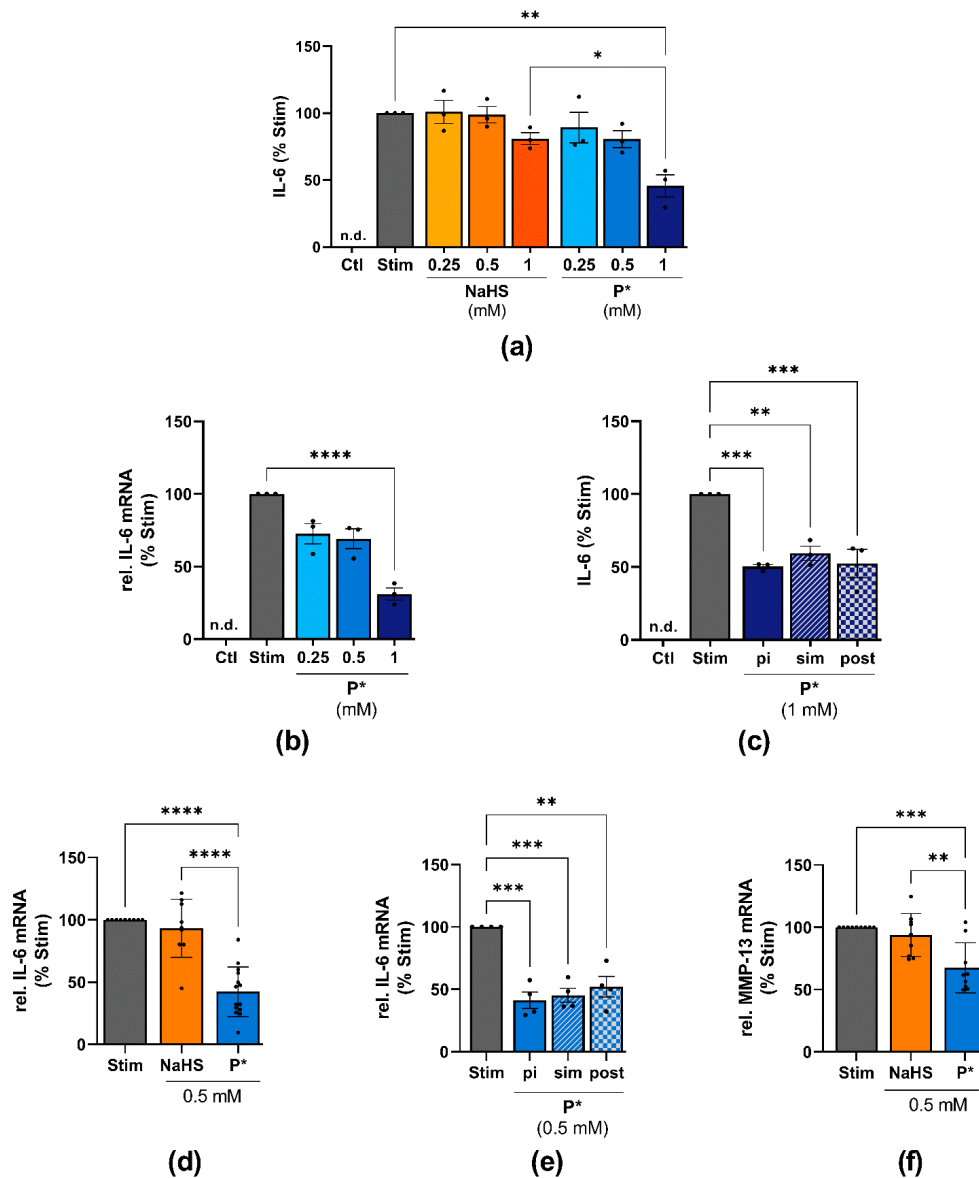 **
*
150
100
50
0
IL-6 (% Stim)
n.d.
Ctl Stim 0.25 0.5 1 0.25 0.5 1
NaHS P*
(mM) (mM)
(a)
****
150
100
50
0
rel. IL-6 mRNA
(% Stim)
n.d.
Ctl Stim 0.25 0.5 1
P*
(mM)
(b)
***
**
***
150
100
50
0
IL-6 (% Stim)
n.d.
Ctl Stim pi sim post
P*
(1 mM)
(c)
****
****
150
100
50
0
rel. IL-6 mRNA
(% Stim)
Stim NaHS P*
0.5 mM
(d)
**
***
***
150
100
50
0
rel. IL-6 mRNA
(% Stim)
Stim pi sim post
P*
(0.5 mM)
(e)
***
**
150
100
50
0
rel. MMP-13 mRNA
(% Stim)
Stim NaHS P*
0.5 mM
(f)